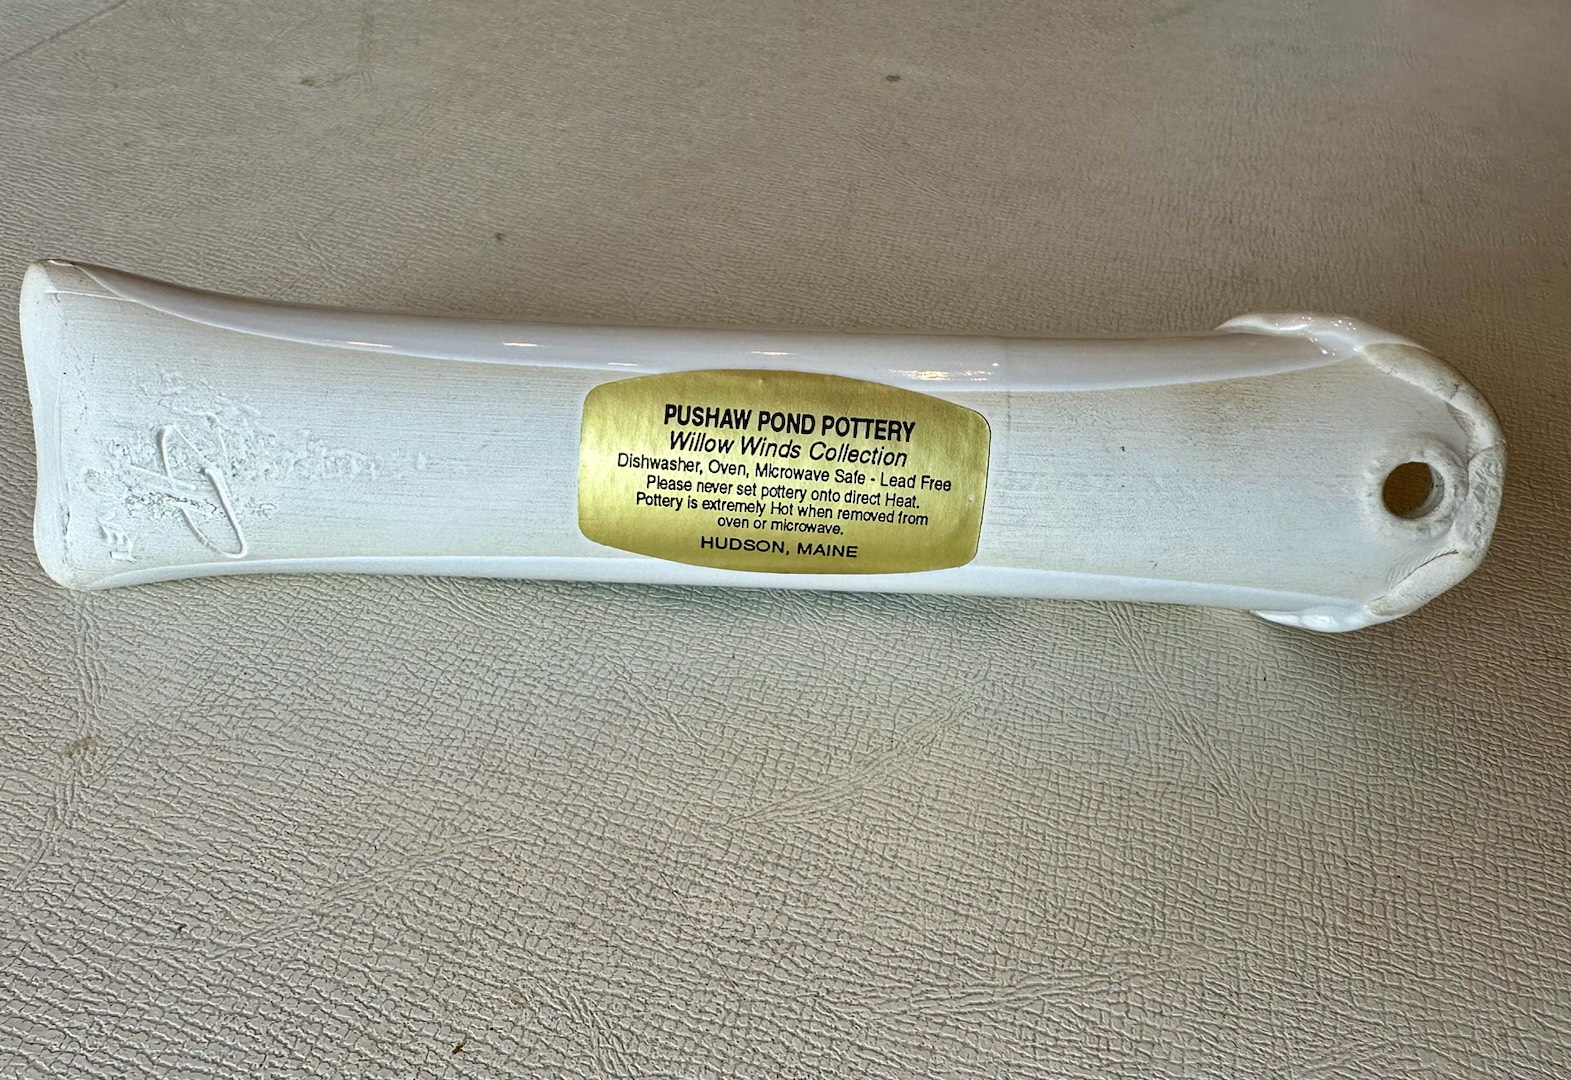 PUSHAW POND POTTERY
Willow Winds Collection
Dishwasher, Oven, Microwave Safe - Lead Free
Please never set pottery onto direct Heat.
Pottery is extremely Hot when removed from
oven or microwave.
HUDSON, MAINE